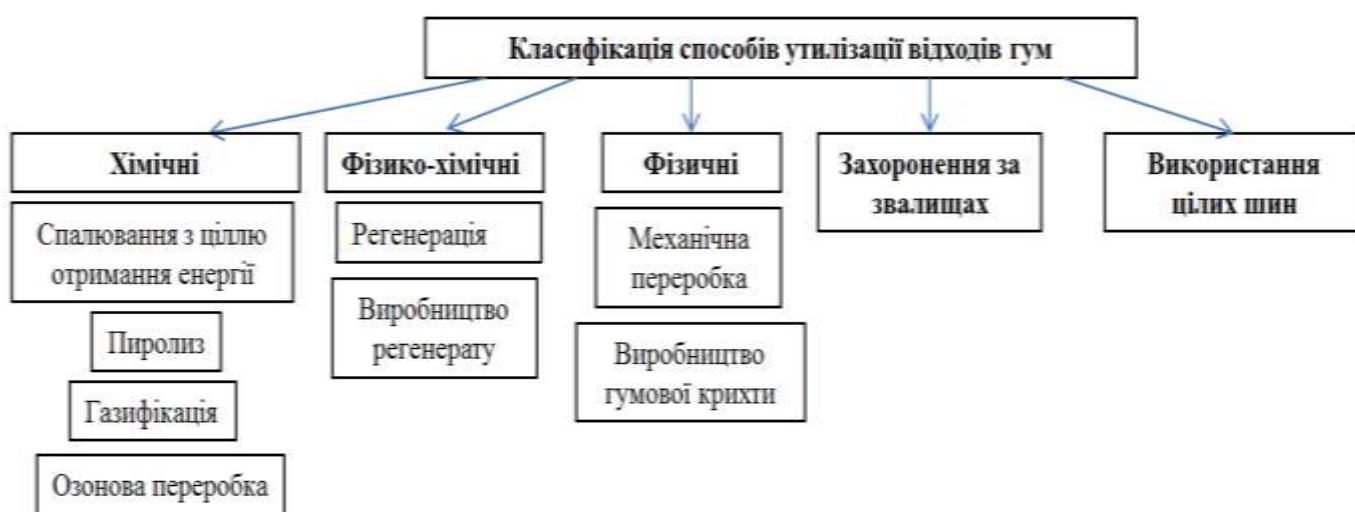 Класифікація способів утилізації відходів гум
Хімічні
Спалювання з ціллю
отримання енергії
Пиролиз
Газифікація
Озонова переробка
Фізико-хімічні
Регенерація
Виробництво
регенерату
Фізичні
Механічна
переробка
Виробництво
гумової крихти
Захоронення за
звалищах
Використання
цілих шин